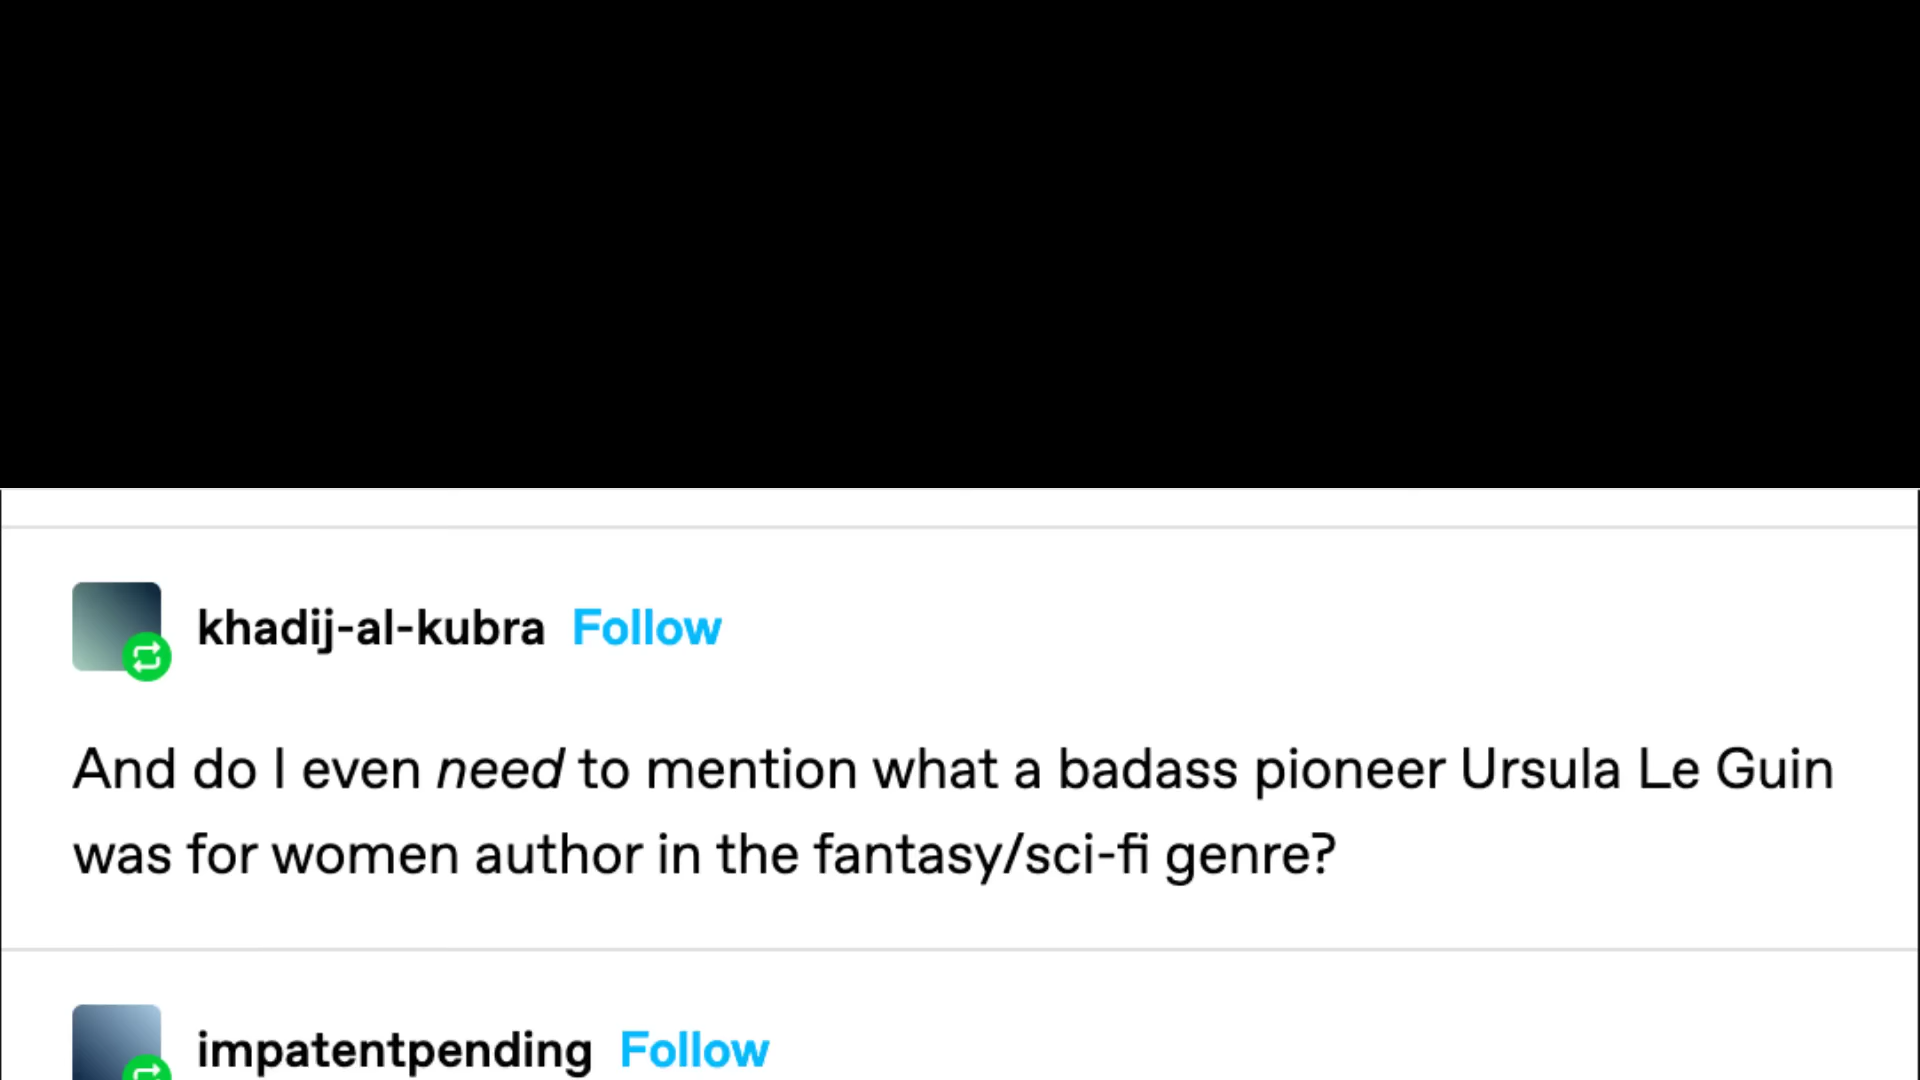 khadij-al-kubra Follow
And do I even need to mention what a badass pioneer Ursula Le Guin
was for women author in the fantasy/sci-fi genre?
impatentpending Follow